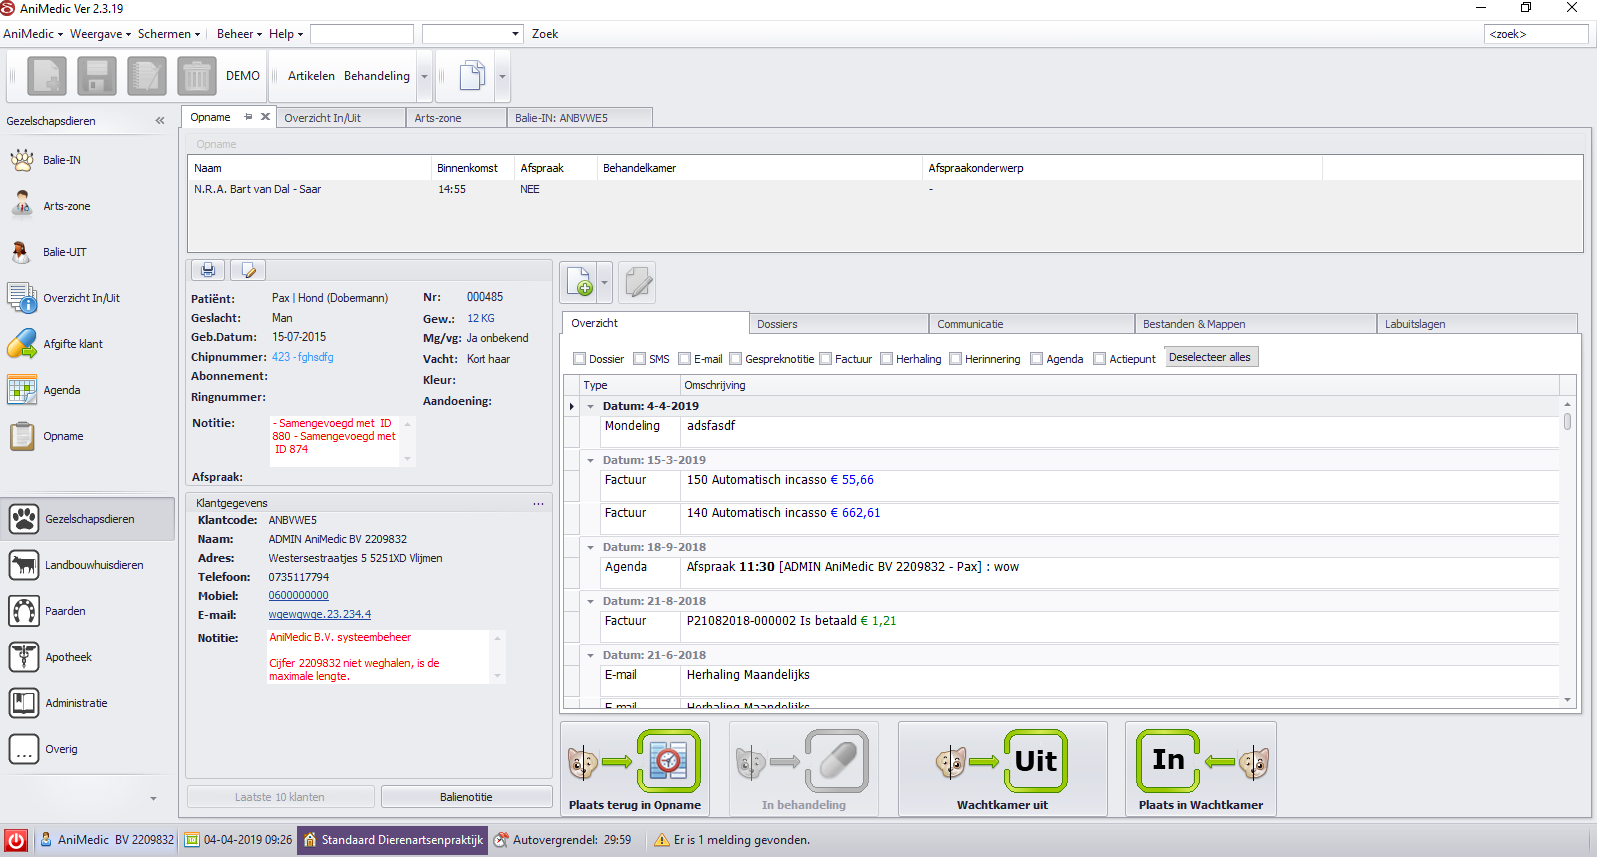 AniMedic Ver 2.3.19
AniMedic Weergave Schermen Beheer Help Zoek <zoek>
DEMO Artikelen Behandeling
Gezelschapsdieren «
Opname Overzicht In/Uit Arts-zone Balie-IN: ANBVWE5
Balie-IN
Arts-zone
Balie-UIT
Overzicht In/Uit
Afgifte klant
Agenda
Opname
Gezelschapsdieren
Landbouwhuisdieren
Paarden
Apotheek
Administratie
... Overig
Opname
Naam Binnenkomst Afspraak Behandelkamer Afspraakonderwerp
N.R.A. Bart van Dal - Saar 14:55 NEE -
Patiënt: Pax | Hond (Dobermann) Nr: 000485
Geslacht: Man Gew.: 12 KG
Geb.Datum: 15-07-2015 Mg/vg: Ja onbekend
Chipnummer: 423 - fghsdfg Vacht: Kort haar
Abonnement: Kleur:
Ringnummer: Aandoening:
Notitie: - Samengevoegd met ID
880 - Samengevoegd met
ID 874
Afspraak:
Klantgegevens ...
Klantcode: ANBVWE5
Naam: ADMIN AniMedic BV 2209832
Adres: Westersestraatjes 5 5251XD Vlijmen
Telefoon: 0735117794
Mobiel: 0600000000
E-mail: wgewgwge.23.234.4
Notitie: AniMedic B.V. systeembeheer
Cijfer 2209832 niet weghalen, is de
maximale lengte.
Laatste 10 klanten Balienotitie
Overzicht Dossiers Communicatie Bestanden & Mappen Labuitslagen
Dossier SMS E-mail Gespreknotitie Factuur Herhaling Herinnering Agenda Actiepunt Deselecteer alles
Type Omschrijving
Datum: 4-4-2019
Mondeling adsfasdf
Datum: 15-3-2019
Factuur 150 Automatisch incasso € 55,66
Factuur 140 Automatisch incasso € 662,61
Datum: 18-9-2018
Agenda Afspraak 11:30 [ADMIN AniMedic BV 2209832 - Pax] : wow
Datum: 21-8-2018
Factuur P21082018-000002 Is betaald € 1,21
Datum: 21-6-2018
E-mail Herhaling Maandelijks
E-mail Herhaling Maandelijks
Uit In
Plaats terug in Opname In behandeling Wachtkamer uit Plaats in Wachtkamer
AniMedic BV 2209832 04-04-2019 09:26 Standaard Dierenartsenpraktijk Autovergrendel: 29:59 Er is 1 melding gevonden.